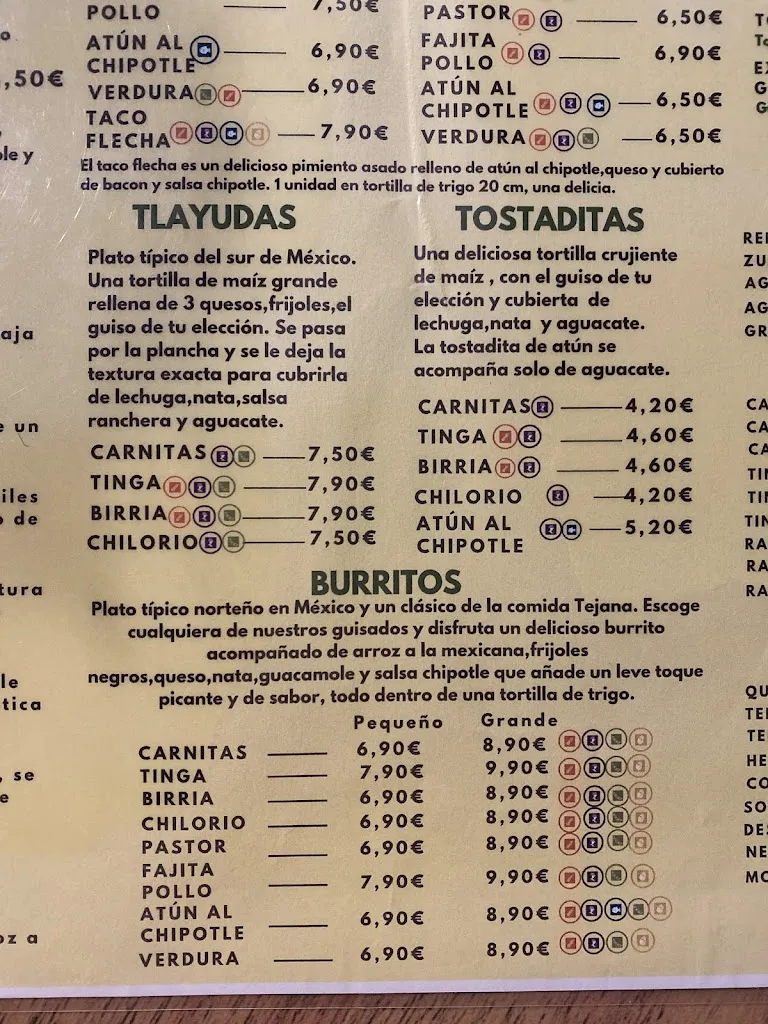 POLLO 7,50€
ATÚN AL
CHIPOTLE 6,90€
VERDURA 6,90€
TACO
FLECHA 7,90€
PASTOR 6,50€
FAJITA
POLLO 6,90€
ATÚN AL
CHIPOTLE 6,50€
VERDURA 6,50€
El taco flecha es un delicioso pimiento asado relleno de atún al chipotle,queso y cubierto
de bacon y salsa chipotle. 1 unidad en tortilla de trigo 20 cm, una delicia.
TLAYUDAS
Plato típico del sur de México.
Una tortilla de maíz grande
rellena de 3 quesos,frijoles,el
guiso de tu elección. Se pasa
por la plancha y se le deja la
textura exacta para cubrirla
de lechuga,nata,salsa
ranchera y aguacate.
CARNITAS 7,50€
TINGA 7,90€
BIRRIA 7,90€
CHILORIO 7,50€
TOSTADITAS
Una deliciosa tortilla crujiente
de maíz , con el guiso de tu
elección y cubierta de
lechuga,nata y aguacate.
La tostadita de atún se
acompaña solo de aguacate.
CARNITAS 4,20€
TINGA 4,60€
BIRRIA 4,60€
CHILORIO 4,20€
ATÚN AL
CHIPOTLE 5,20€
BURRITOS
Plato típico norteño en México y un clásico de la comida Tejana. Escoge
cualquiera de nuestros guisados y disfruta un delicioso burrito
acompañado de arroz a la mexicana,frijoles
negros,queso,nata,guacamole y salsa chipotle que añade un leve toque
picante y de sabor, todo dentro de una tortilla de trigo.
Pequeño Grande
CARNITAS 6,90€ 8,90€
TINGA 7,90€ 9,90€
BIRRIA 6,90€ 8,90€
CHILORIO 6,90€ 8,90€
PASTOR 6,90€ 8,90€
FAJITA
POLLO 7,90€ 9,90€
ATÚN AL
CHIPOTLE 6,90€ 8,90€
VERDURA 6,90€ 8,90€